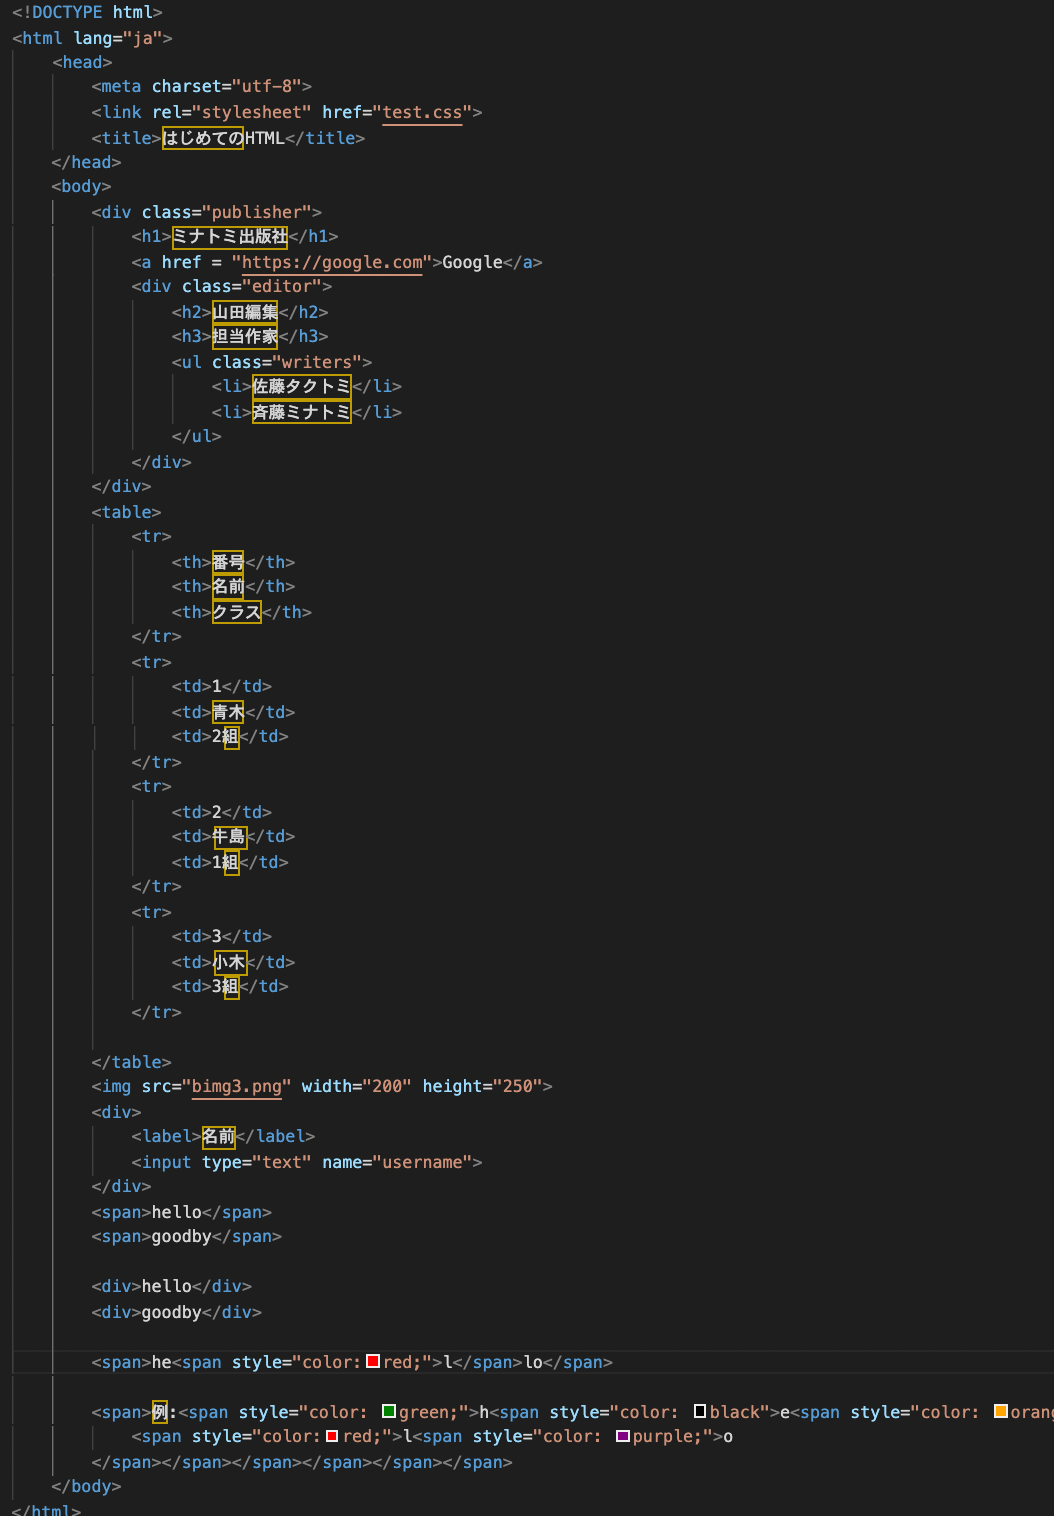 <!DOCTYPE html>
<html lang="ja">
    <head>
        <meta charset="utf-8">
        <link rel="stylesheet" href="test.css">
        <title>はじめてのHTML</title>
    </head>
    <body>
        <div class="publisher">
            <h1>ミナトミ出版社</h1>
            <a href = "https://google.com">Google</a>
            <div class="editor">
                <h2>山田編集</h2>
                <h3>担当作家</h3>
                <ul class="writers">
                    <li>佐藤タクトミ</li>
                    <li>斉藤ミナトミ</li>
                </ul>
            </div>
        </div>
        <table>
            <tr>
                <th>番号</th>
                <th>名前</th>
                <th>クラス</th>
            </tr>
            <tr>
                <td>1</td>
                <td>青木</td>
                <td>2組</td>
            </tr>
            <tr>
                <td>2</td>
                <td>牛島</td>
                <td>1組</td>
            </tr>
            <tr>
                <td>3</td>
                <td>小木</td>
                <td>3組</td>
            </tr>
        </table>
        <img src="bimg3.png" width="200" height="250">
        <div>
            <label>名前</label>
            <input type="text" name="username">
        </div>
        <span>hello</span>
        <span>goodby</span>
        <div>hello</div>
        <div>goodby</div>
        <span>he<span style="color:red;">l</span>lo</span>
        <span>例:<span style="color: green;">h<span style="color: black">e<span style="color: orang
            <span style="color:red;">l<span style="color: purple;">o
        </span></span></span></span></span></span>
    </body>
</html>